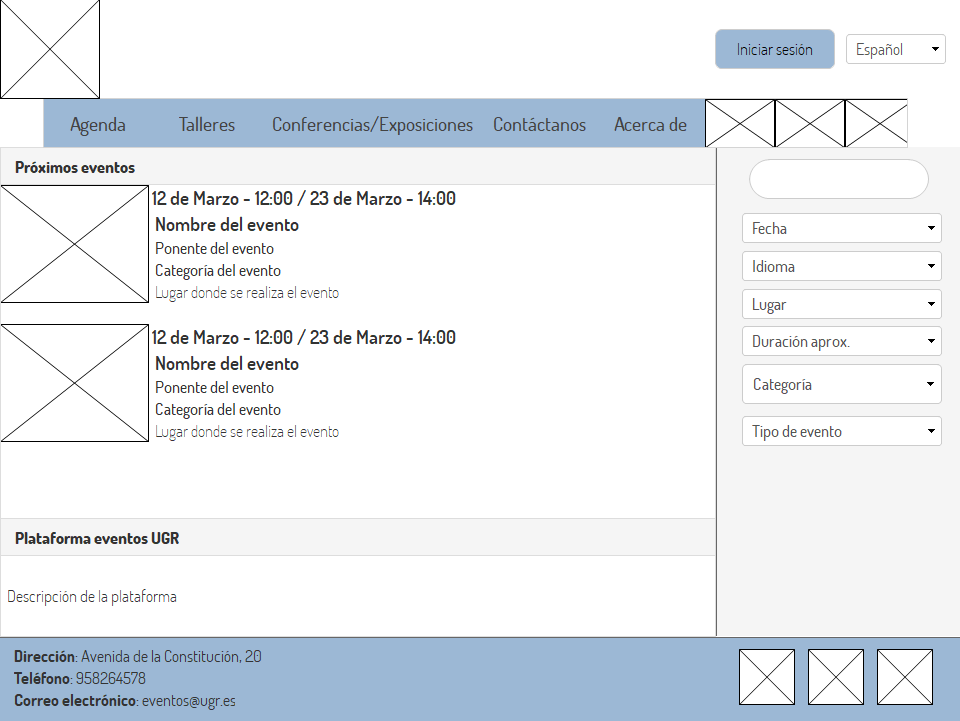 Iniciar sesión
Español
Agenda
Talleres
Conferencias/Exposiciones
Contáctanos
Acerca de
Próximos eventos
12 de Marzo - 12:00 / 23 de Marzo - 14:00
Nombre del evento
Ponente del evento
Categoría del evento
Lugar donde se realiza el evento
12 de Marzo - 12:00 / 23 de Marzo - 14:00
Nombre del evento
Ponente del evento
Categoría del evento
Lugar donde se realiza el evento
Fecha
Idioma
Lugar
Duración aprox.
Categoría
Tipo de evento
Plataforma eventos UGR
Descripción de la plataforma
Dirección: Avenida de la Constitución, 20
Teléfono: 958264578
Correo electrónico: eventos@ugr.es